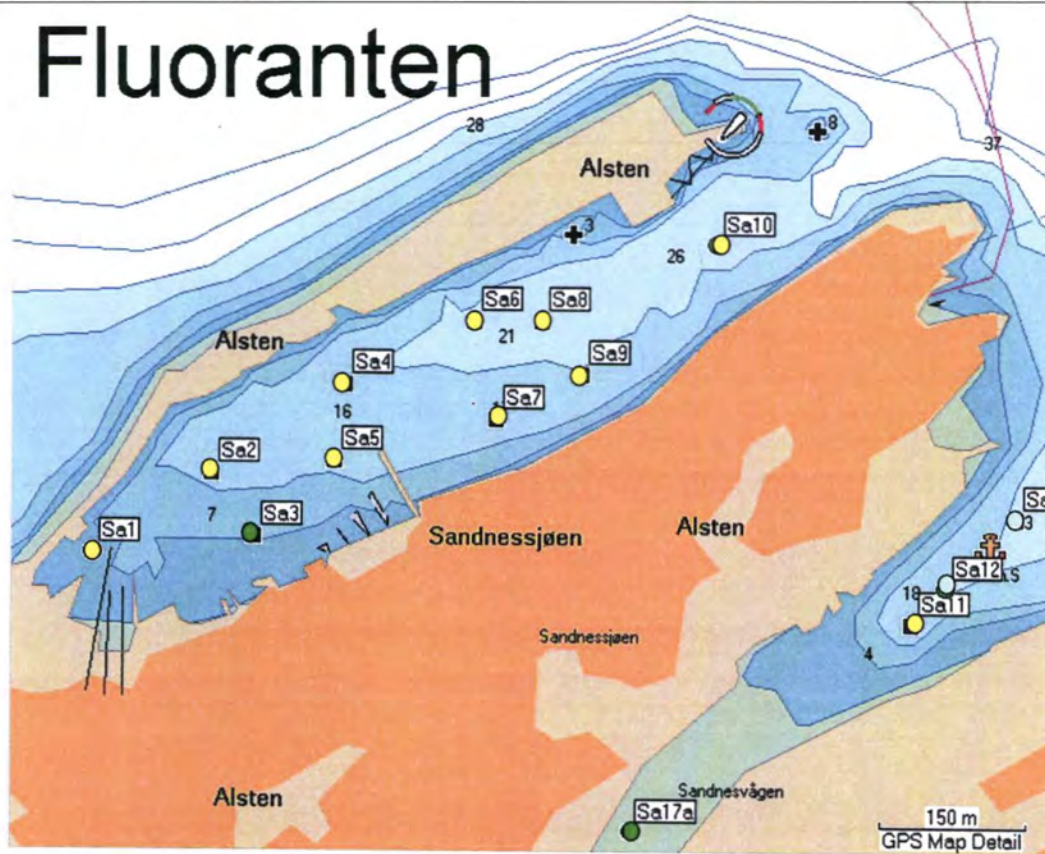 Fluoranten
28
8
37
Alsten
3
Sa10
26
Sa6
Sa8
21
Alsten
Sa4
Sa9
16
Sa7
Sa5
Sa2
7
Sa3
Sa1
Sandnessjøen
Alsten
Sa
3
Sa12
18
Sa11
Sandnessjøen
4
Sandnesvågen
Alsten
Sa17a
150 m
GPS Map Detail